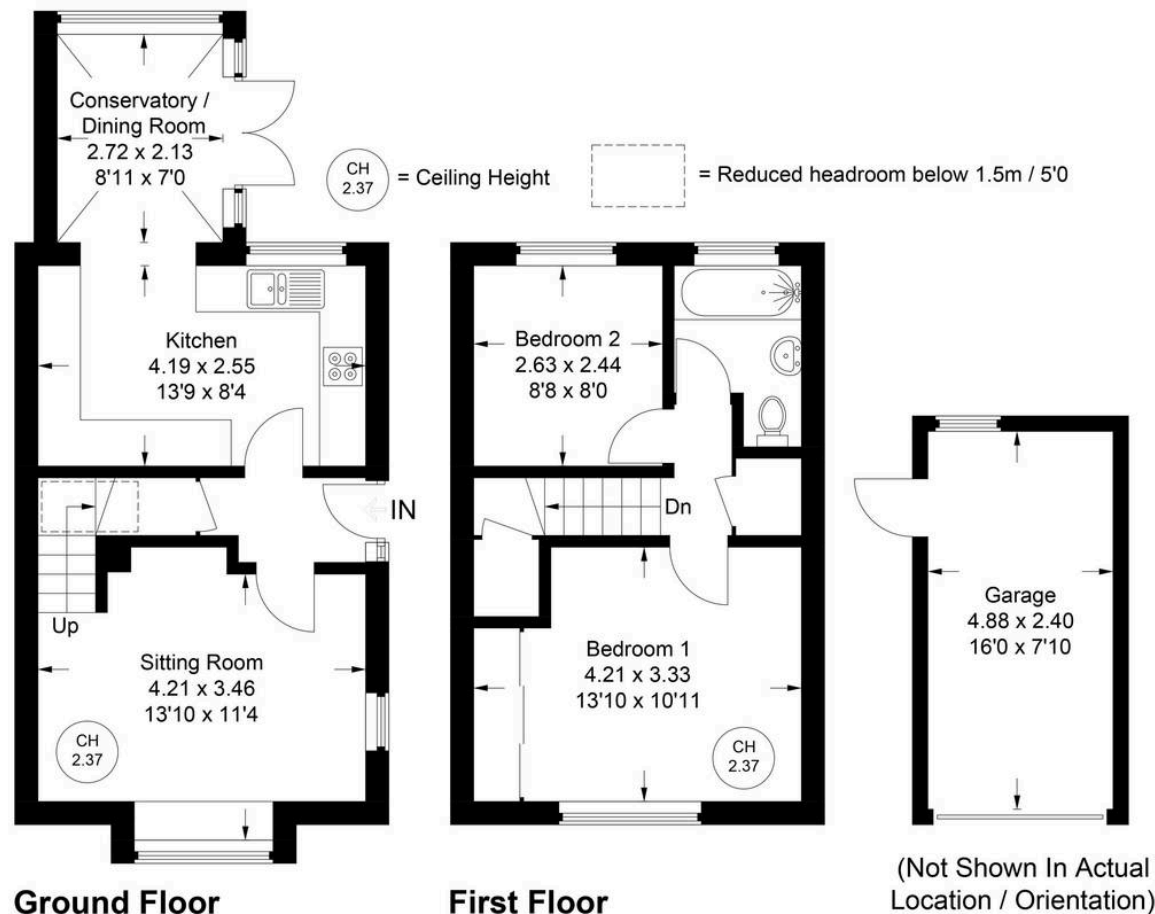 Conservatory /
Dining Room
2.72 x 2.13
8'11 x 7'0
CH
2.37
= Ceiling Height
= Reduced headroom below 1.5m / 5'0
Kitchen
4.19 x 2.55
13'9 x 8'4
IN
Up
Sitting Room
4.21 x 3.46
13'10 x 11'4
CH
2.37
Ground Floor
Bedroom 2
2.63 x 2.44
8'8 x 8'0
Dn
Bedroom 1
4.21 x 3.33
13'10 x 10'11
CH
2.37
First Floor
Garage
4.88 x 2.40
16'0 x 7'10
(Not Shown In Actual
Location / Orientation)